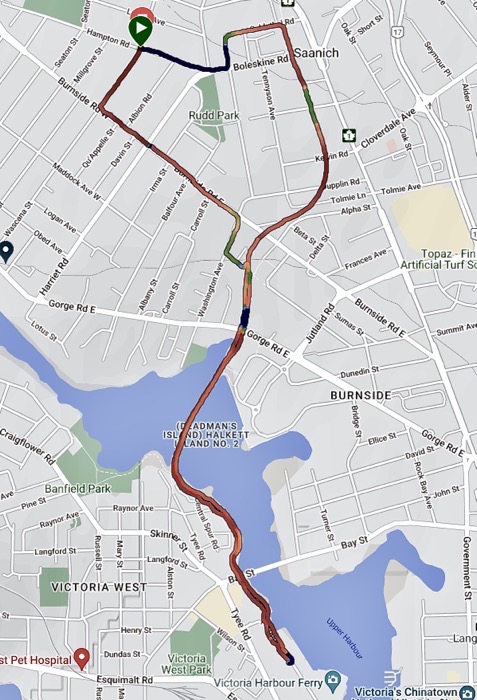 Hampton Rd
Seaton St
Millgrove St
Saanich
Oak St
Short St
17
Seymour Pl
Alder St
Boleskine Rd
Tennyson Ave
Burnside Rd
Albion Rd
Rudd Park
Cloverdale Ave
Oak St
Qu'Appelle St
Davin St
Kelvin Rd
Irma St
Balfour Ave
Carroll St
Dupplin Rd
Tolmie Ln
Tolmie Ave
Alpha St
Maddock Ave W
Wascana St
Logan Ave
Obed Ave
Harriet Rd
Beta St
Delta St
Frances Ave
Topaz - Fin
Artificial Turf
Albany St
Carroll St
Washington Ave
Gorge Rd E
Lotus St
Jutland Rd
Burnside Rd E
Sumas St
Summit Ave
Gorge Rd E
Dunedin St
BURNSIDE
Bridge St
(DEADMAN'S
ISLAND) HALKETT
LAND NO. 2
Craigflower Rd
Ellice St
Gorge Rd E
David St
Rock Bay Ave
John St
Banfield Park
Pine St
Raynor Ave
Raynor Ave
Skinner St
Tyee Rd
Turner St
Bay St
Langford St
Langford St
Russell St
Mary St
Alston St
VICTORIA WEST
Government St
Henry St
Tyee Rd
Wilson St
Upper Harbour
Dundas St
st Pet Hospital
Victoria
West Park
Esquimalt Rd
Victoria Harbour Ferry
Victoria's Chinatown